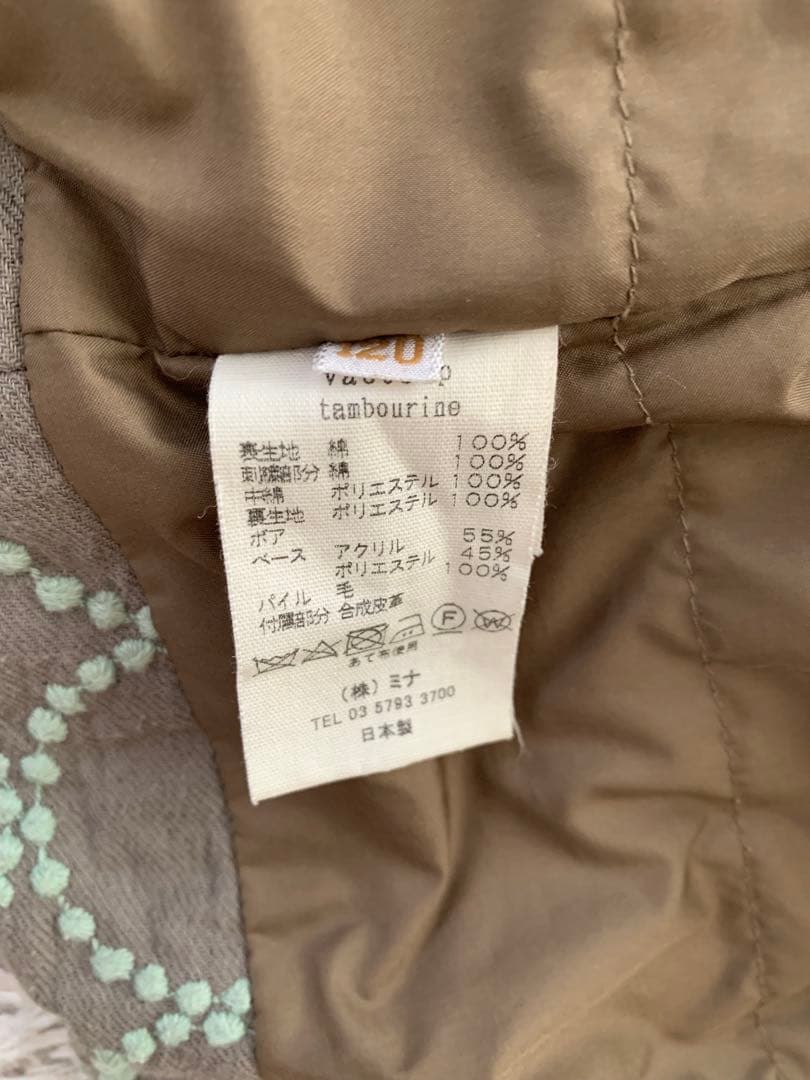 120
tambourine
表生地 綿 100%
刺繍部分 綿 100%
中綿 ポリエステル 100%
裏生地 ポリエステル 100%
ボア
ベース アクリル 55%
ポリエステル 45%
パイル 毛 100%
付属部分 合成皮革
F W
あて布使用
(株) ミナ
TEL 03 5793 3700
日本製